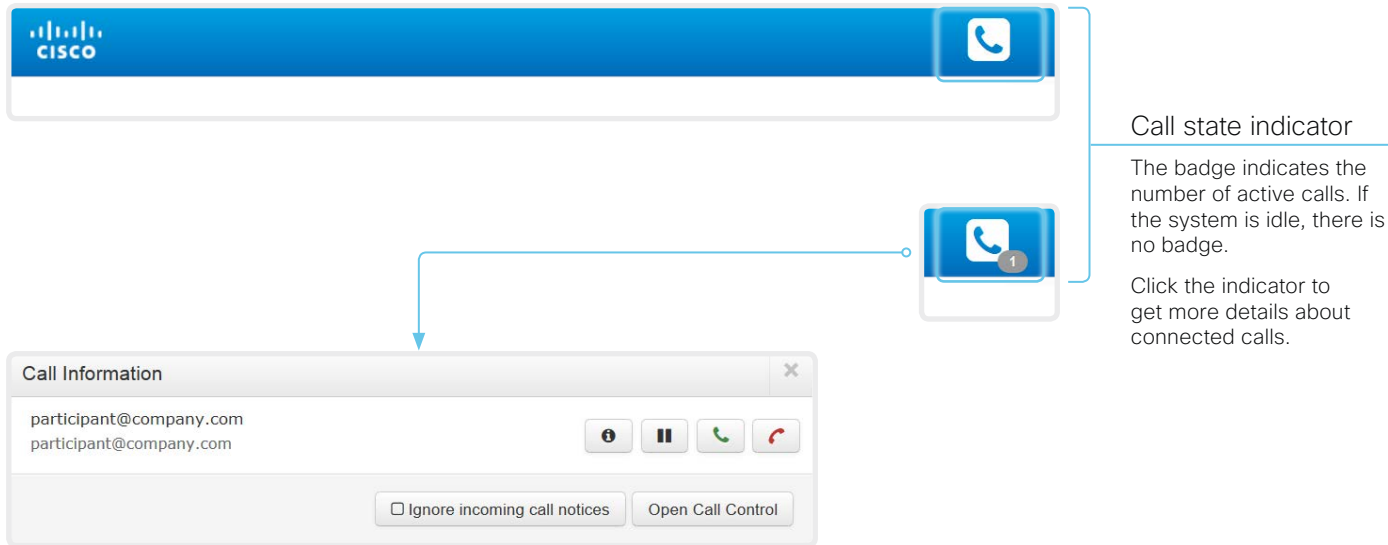 CISCO
Call state indicator
The badge indicates the
number of active calls. If
the system is idle, there is
no badge.
1
Click the indicator to
get more details about
connected calls.
Call Information
participant@company.com
participant@company.com
Ignore incoming call notices Open Call Control